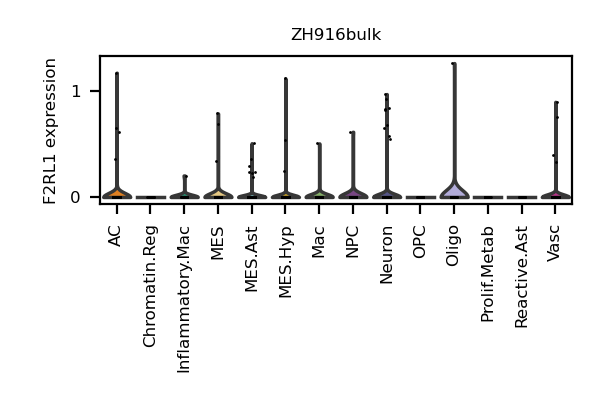 ZH916bulk
F2RL1 expression
1
0
AC
Chromatin.Reg
Inflammatory.Mac
MES
MES.Ast
MES.Hyp
Mac
NPC
Neuron
OPC
Oligo
Prolif.Metab
Reactive.Ast
Vasc